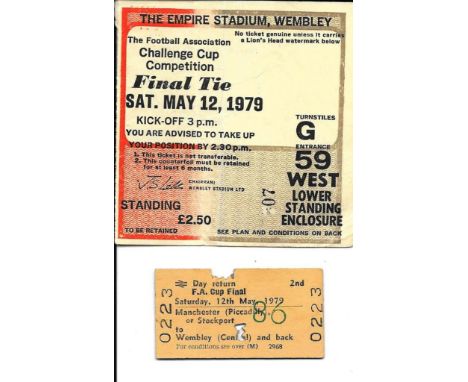 THE EMPIRE STADIUM, WEMBLEY
The Football Association
Challenge Cup
Competition
Final Tie
SAT. MAY 12, 1979
KICK-OFF 3 p.m.
YOU ARE ADVISED TO TAKE UP
YOUR POSITION BY 2.30 p.m.
1. This ticket is not transferable.
2. This counterfoil must be retained
for at least 6 months.
CHAIRMAN
WEMBLEY STADIUM LTD
STANDING
£2.50
TO BE RETAINED
No ticket genuine unless it carries
a Lion's Head watermark below
TURNSTILES
G
ENTRANCE
59
WEST
LOWER
STANDING
ENCLOSURE
07
SEE PLAN AND CONDITIONS ON BACK
0223
Day return 2nd
F.A. Cup Final
Saturday, 12th May, 1979
Manchester (Piccadilly)
or Stockport
86
to
Wembley (Central) and back
For conditions see over (M) 2968
0223